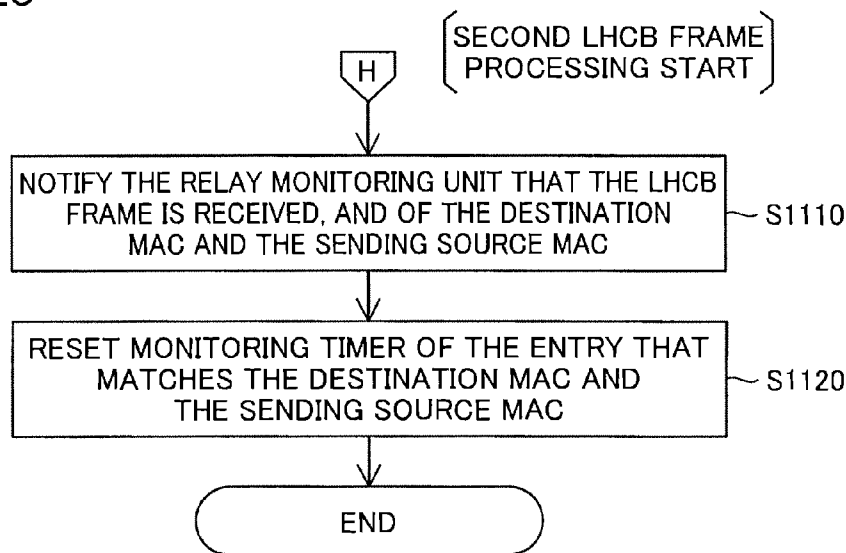 SECOND LHCB FRAME
PROCESSING START
H
NOTIFY THE RELAY MONITORING UNIT THAT THE LHCB
FRAME IS RECEIVED, AND OF THE DESTINATION
MAC AND THE SENDING SOURCE MAC
S1110
RESET MONITORING TIMER OF THE ENTRY THAT
MATCHES THE DESTINATION MAC AND
THE SENDING SOURCE MAC
S1120
END